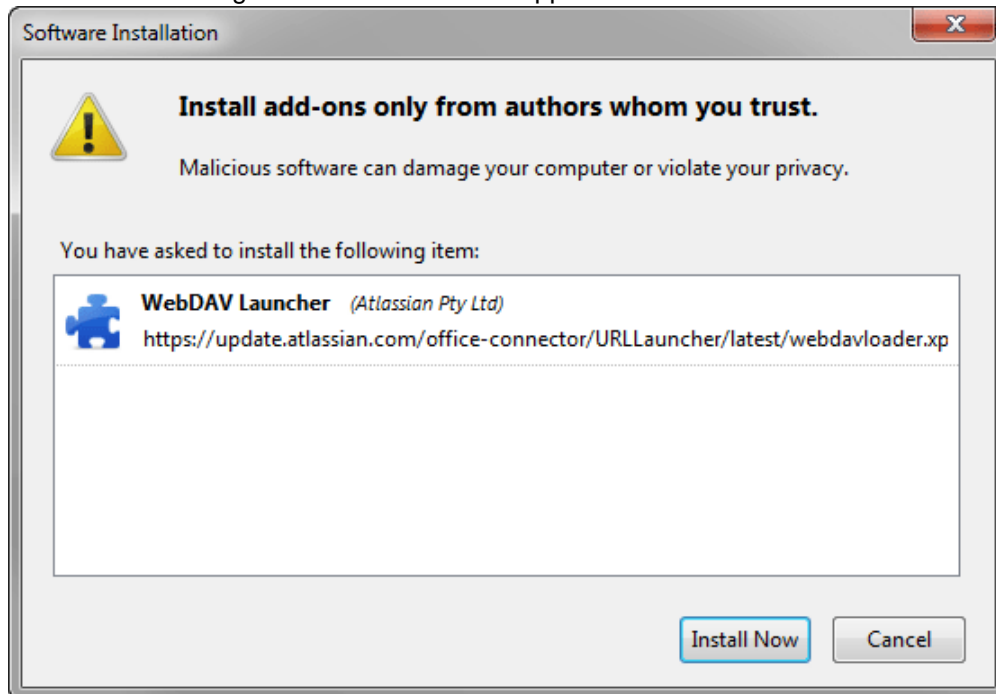 Software Installation
Install add-ons only from authors whom you trust.
Malicious software can damage your computer or violate your privacy.
You have asked to install the following item:
WebDAV Launcher (Atlassian Pty Ltd)
https://update.atlassian.com/office-connector/URLLauncher/latest/webdavloader.xp
Install Now Cancel